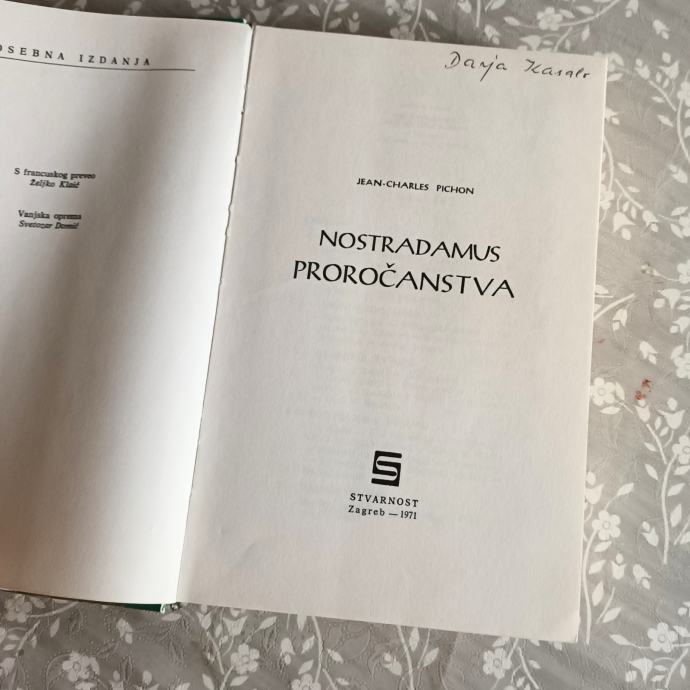 OSEBNA IZDANJA
S francuskog preveo
Željko Klaić
Vanjska oprema
Svetozar Domić
Darja Kasalo
JEAN-CHARLES PICHON
NOSTRADAMUS
PROROČANSTVA
STVARNOST
Zagreb — 1971